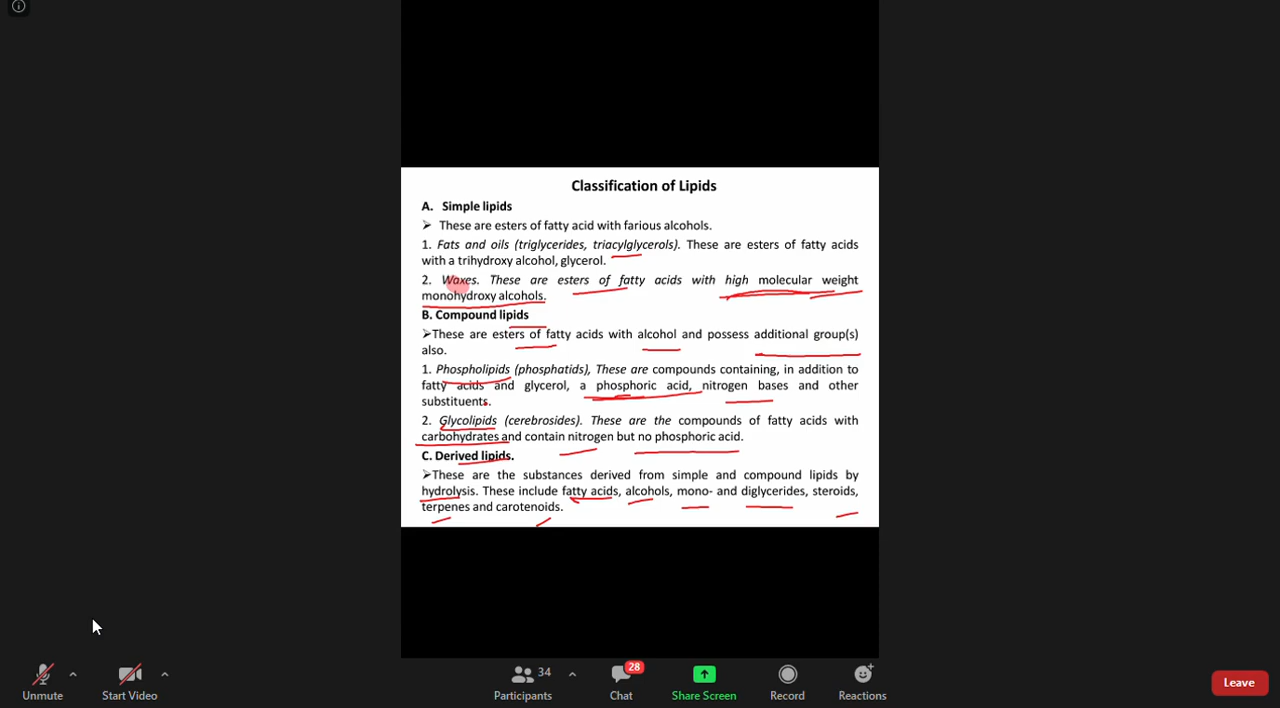 Classification of Lipids
A. Simple lipids
➢ These are esters of fatty acid with farious alcohols.
1. Fats and oils (triglycerides, triacylglycerols). These are esters of fatty acids
with a trihydroxy alcohol, glycerol.
2. Waxes. These are esters of fatty acids with high molecular weight
monohydroxy alcohols.
B. Compound lipids
➢These are esters of fatty acids with alcohol and possess additional group(s)
also.
1. Phospholipids (phosphatids), These are compounds containing, in addition to
fatty acids and glycerol, a phosphoric acid, nitrogen bases and other
substituents.
2. Glycolipids (cerebrosides). These are the compounds of fatty acids with
carbohydrates and contain nitrogen but no phosphoric acid.
C. Derived lipids.
➢These are the substances derived from simple and compound lipids by
hydrolysis. These include fatty acids, alcohols, mono- and diglycerides, steroids,
terpenes and carotenoids.
Unmute
Start Video
34
Participants
28
Chat
Share Screen
Record
Reactions
Leave